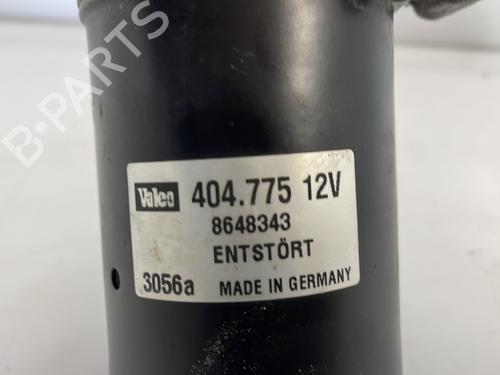 B-PARTS
Valeo 404.775 12V
8648343
ENTSTÖRT
3056a MADE IN GERMANY